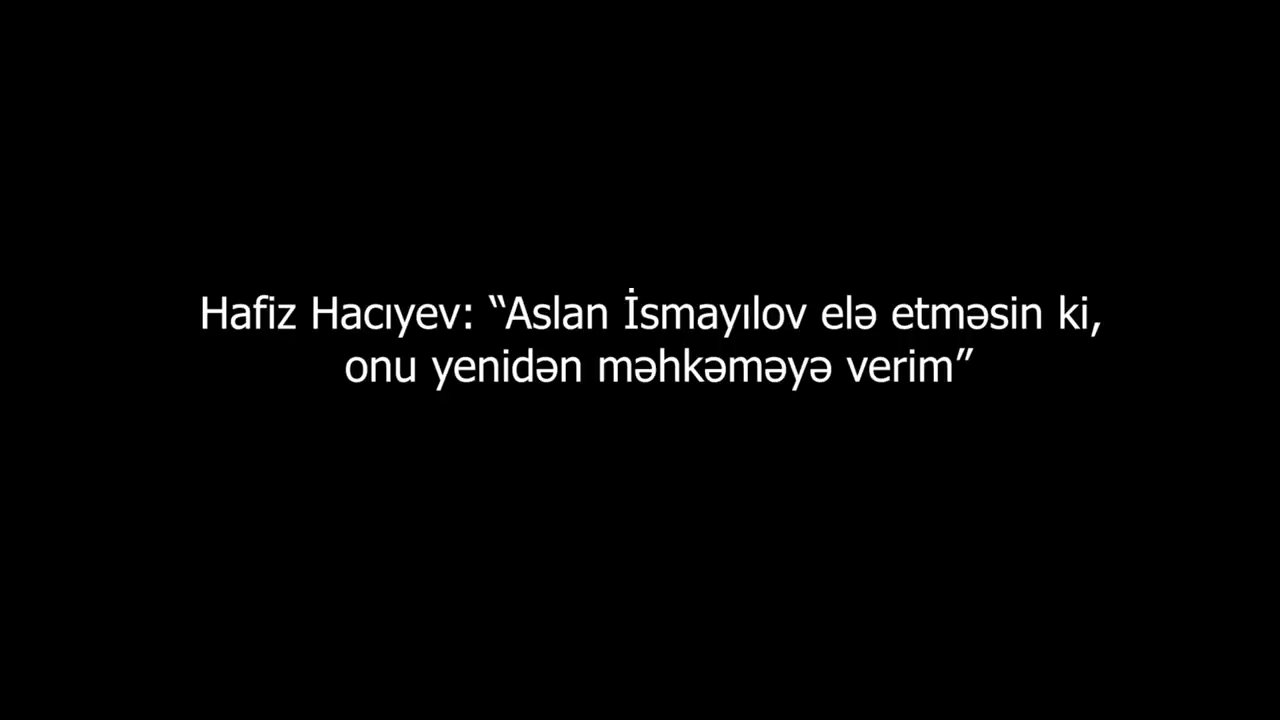 Hafiz Hacıyev: “Aslan İsmayılov elə etməsin ki,
onu yenidən məhkəməyə verim”